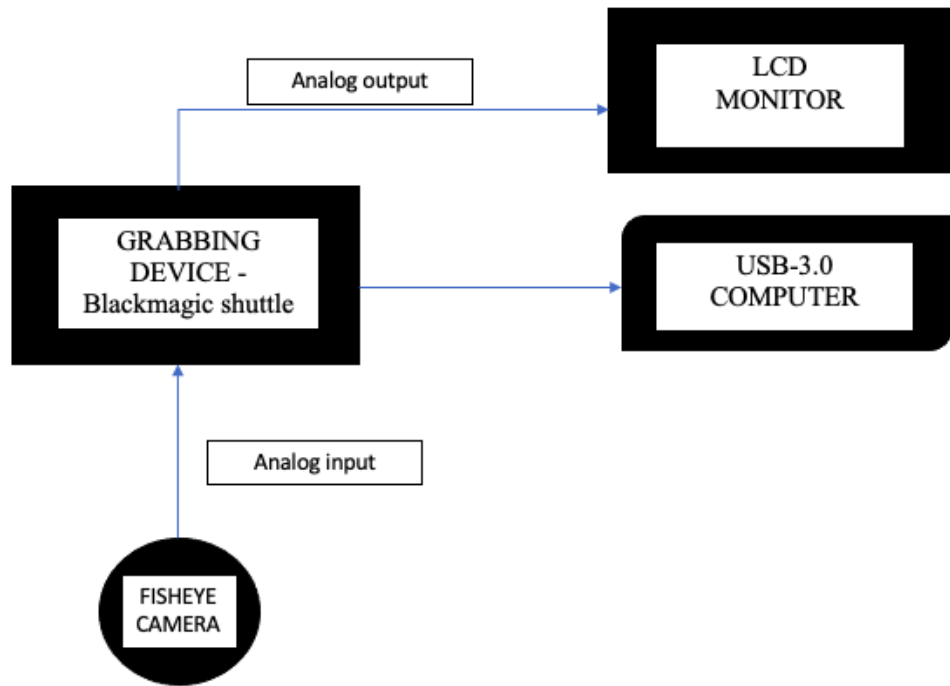 Analog output
LCD
MONITOR
GRABBING
DEVICE -
Blackmagic shuttle
USB-3.0
COMPUTER
Analog input
FISHEYE
CAMERA